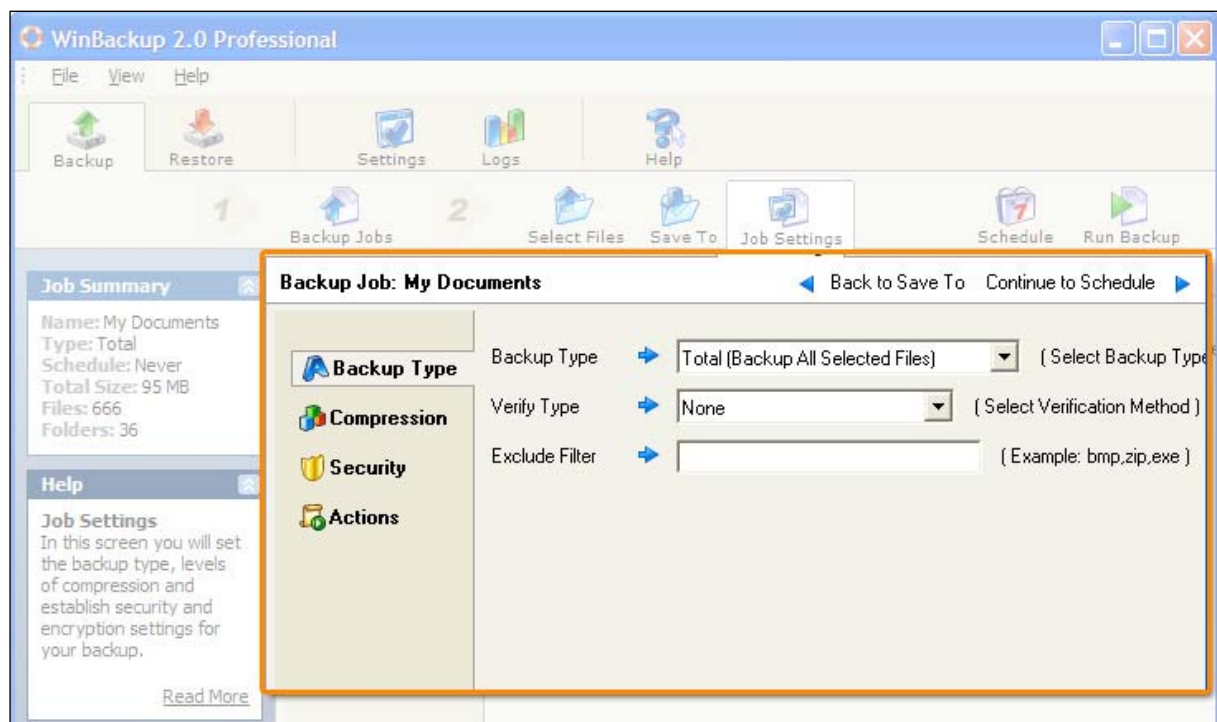 WinBackup 2.0 Professional
File View Help
Backup Restore Settings Logs Help
1 Backup Jobs 2 Select Files Save To Job Settings Schedule Run Backup
Job Summary
Name: My Documents
Type: Total
Schedule: Never
Total Size: 95 MB
Files: 666
Folders: 36
Help
Job Settings
In this screen you will set
the backup type, levels
of compression and
establish security and
encryption settings for
your backup.
Read More
Backup Job: My Documents Back to Save To Continue to Schedule
Backup Type
Compression
Security
Actions
Backup Type Total (Backup All Selected Files) ( Select Backup Type
Verify Type None ( Select Verification Method )
Exclude Filter ( Example: bmp,zip,exe )